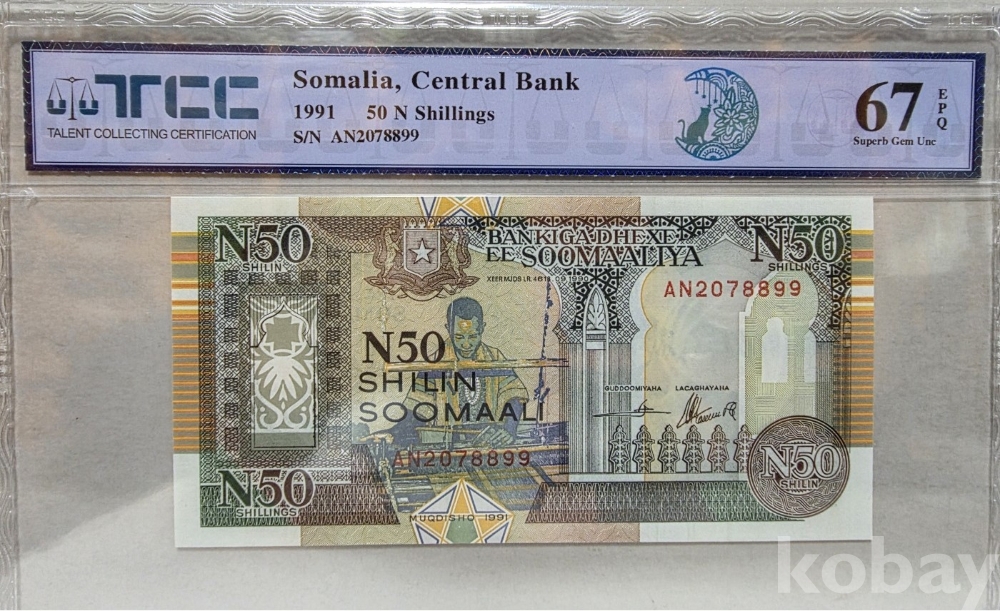 TCC
TALENT COLLECTING CERTIFICATION
Somalia, Central Bank
1991 50 N Shillings
S/N AN2078899
67 EPQ
Superb Gem Unc
N50
SHILIN
BANKIGA DHEXE
EE SOOMAALIYA
N50
SHILLINGS
AN2078899
N50
SHILIN
SOOMAALI
GUDDOOMIYAHA LACAGHAYAHA
AN2078899
N50
SHILLINGS
MUQDISHO 1991
N50
SHILIN
kobay